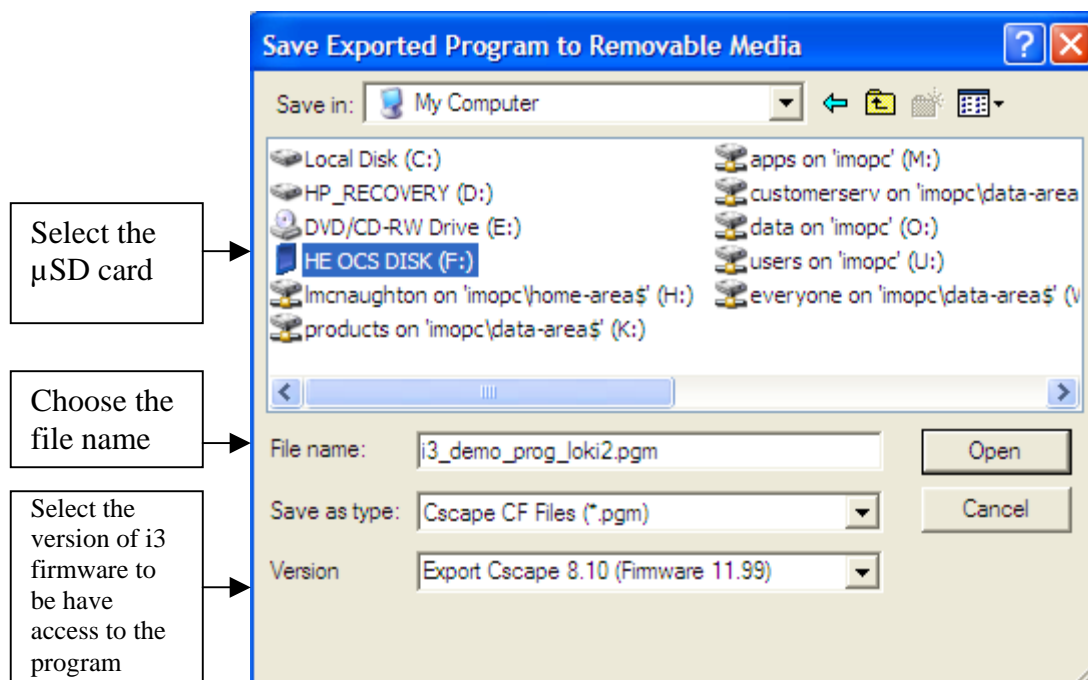 Save Exported Program to Removable Media
Save in: My Computer
Local Disk (C:)
HP_RECOVERY (D:)
DVD/CD-RW Drive (E:)
HE OCS DISK (F:)
lmcnaughton on 'imopc\home-area$' (H:)
products on 'imopc\data-area$' (K:)
apps on 'imopc' (M:)
customerserv on 'imopc\data-area
data on 'imopc' (O:)
users on 'imopc' (U:)
everyone on 'imopc\data-area$' (V
Select the
µSD card
Choose the
file name
File name: i3_demo_prog_loki2.pgm Open
Select the
version of i3
firmware to
be have
access to the
program
Save as type: Cscape CF Files (*.pgm) Cancel
Version Export Cscape 8.10 (Firmware 11.99)